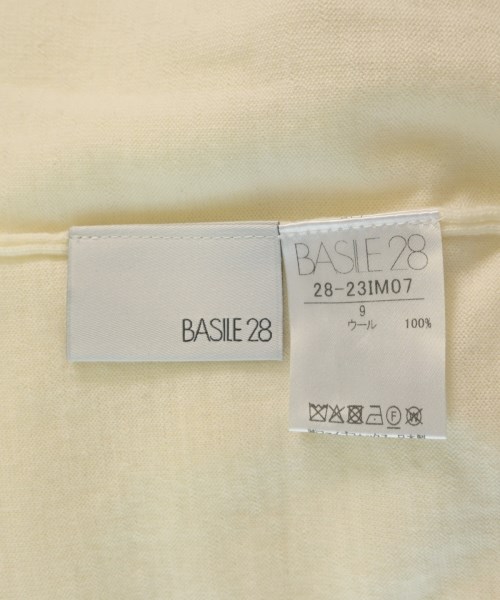 BASILE 28
BASILE 28
28-23IM07
9
ウール 100%
F W